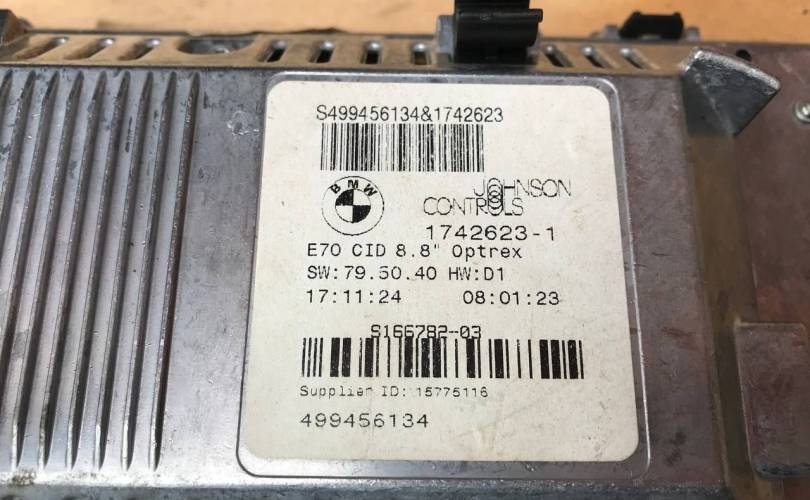 S499456134&1742623
BMW
JOHNSON
CONTROLS
1742623-1
E70 CID 8.8" Optrex
SW:79.50.40 HW:D1
17:11:24 08:01:23
S166782-03
Supplier ID: 15775116
499456134